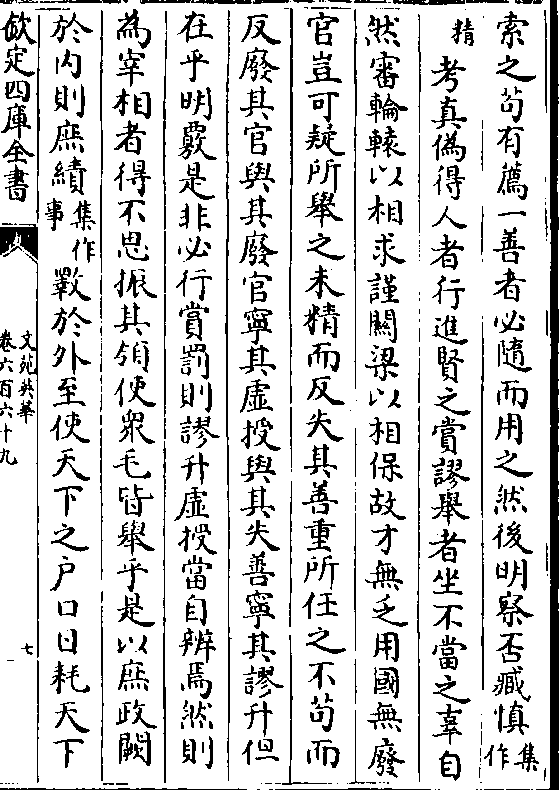 索之苟有薦一善者必隨而用之然後明察否臧慎集作
精考真偽得人者行進賢之賞謬舉者坐不當之辜自
然審輪轅以相求謹關梁以相保故才無乏用國無廢
官豈可疑所舉之未精而反失其善重所任之不苟而
反廢其官與其廢官寧其虛授與其失善寧其謬升但
在乎明覈是非必行賞罰則謬升虛授當自辨焉然則
為宰相者得不思振其領使眾毛皆舉乎是以庶政闕
於內則庶績集作事斁於外至使天下之户口日耗天下
欽定四庫全書
文苑英華
卷六百六十九
七